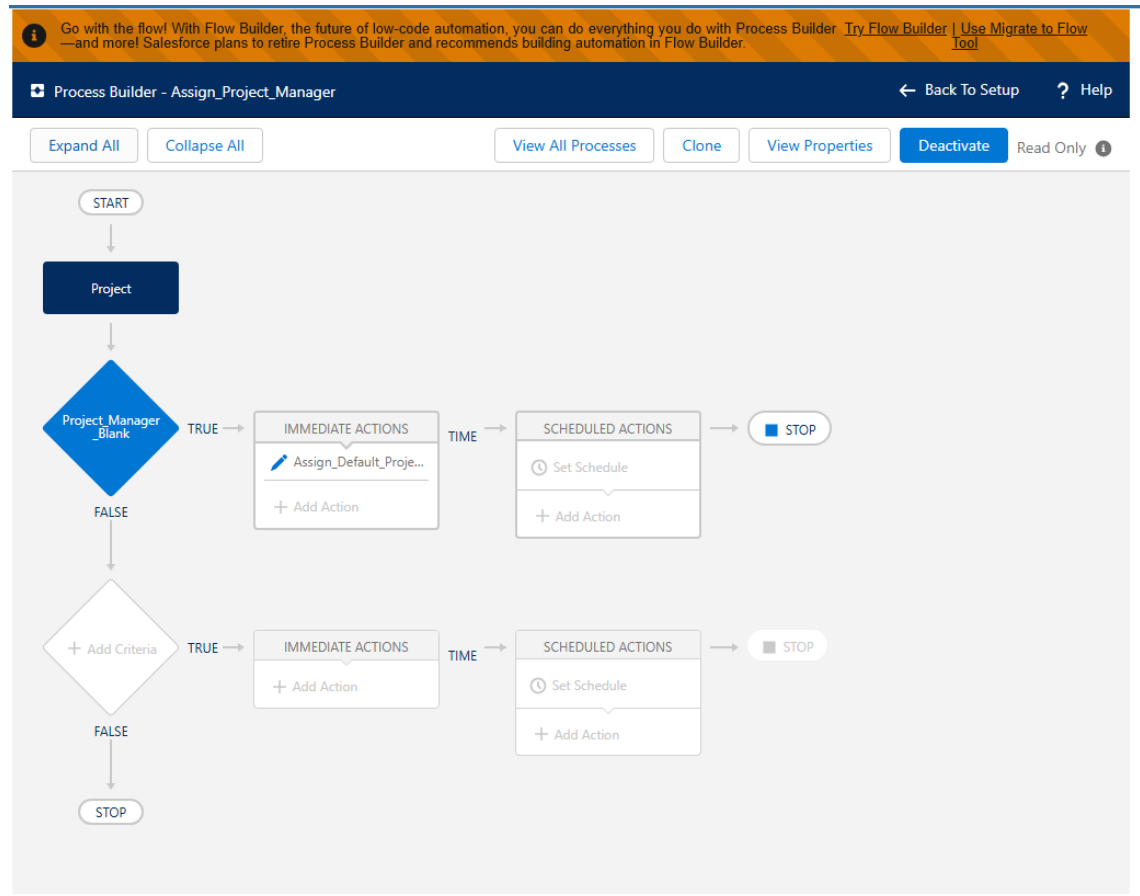 Go with the flow! With Flow Builder, the future of low-code automation, you can do everything you do with Process Builder Try Flow Builder | Use Migrate to Flow
—and more! Salesforce plans to retire Process Builder and recommends building automation in Flow Builder. Tool
Process Builder - Assign_Project_Manager
Back To Setup
? Help
Expand All
Collapse All
View All Processes
Clone
View Properties
Deactivate
Read Only
START
Project
Project_Manager
_Blank
TRUE
IMMEDIATE ACTIONS
Assign_Default_Proje...
+ Add Action
TIME
SCHEDULED ACTIONS
Set Schedule
+ Add Action
STOP
FALSE
+ Add Criteria
TRUE
IMMEDIATE ACTIONS
+ Add Action
TIME
SCHEDULED ACTIONS
Set Schedule
+ Add Action
STOP
FALSE
STOP